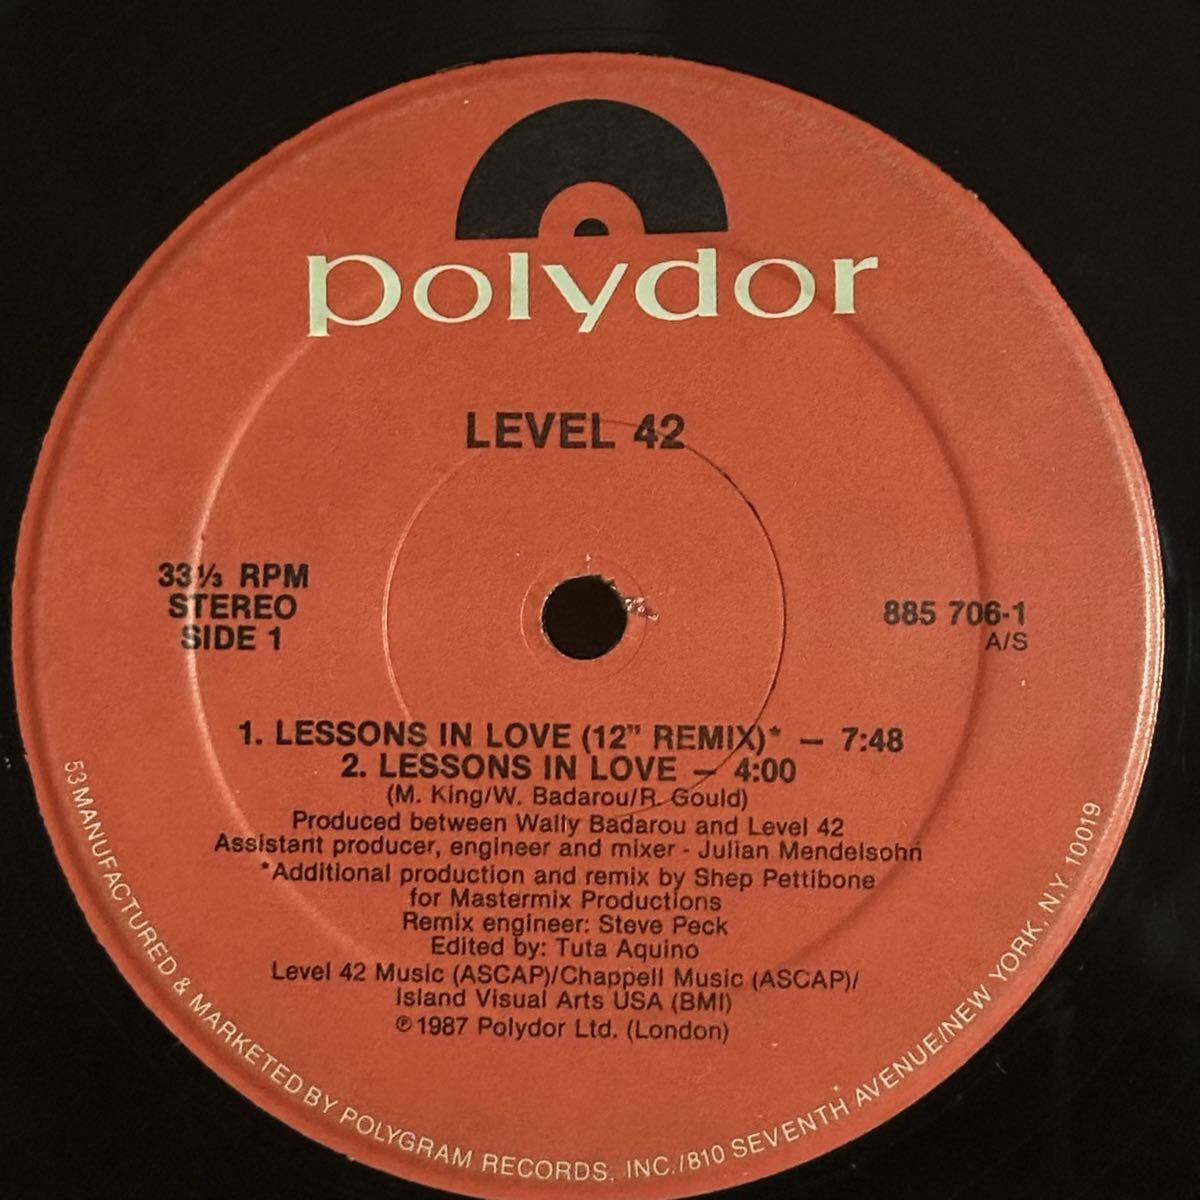 polydor
LEVEL 42
33⅓ RPM
STEREO
SIDE 1
885 706-1
A/S
1. LESSONS IN LOVE (12" REMIX)* – 7:48
2. LESSONS IN LOVE – 4:00
(M. King/W. Badarou/R. Gould)
Produced between Wally Badarou and Level 42
Assistant producer, engineer and mixer - Julian Mendelsohn
*Additional production and remix by Shep Pettibone
for Mastermix Productions
Remix engineer: Steve Peck
Edited by: Tuta Aquino
Level 42 Music (ASCAP)/Chappell Music (ASCAP)/
Island Visual Arts USA (BMI)
℗1987 Polydor Ltd. (London)
53 MANUFACTURED & MARKETED BY POLYGRAM RECORDS, INC./810 SEVENTH AVENUE/NEW YORK, N.Y. 10019